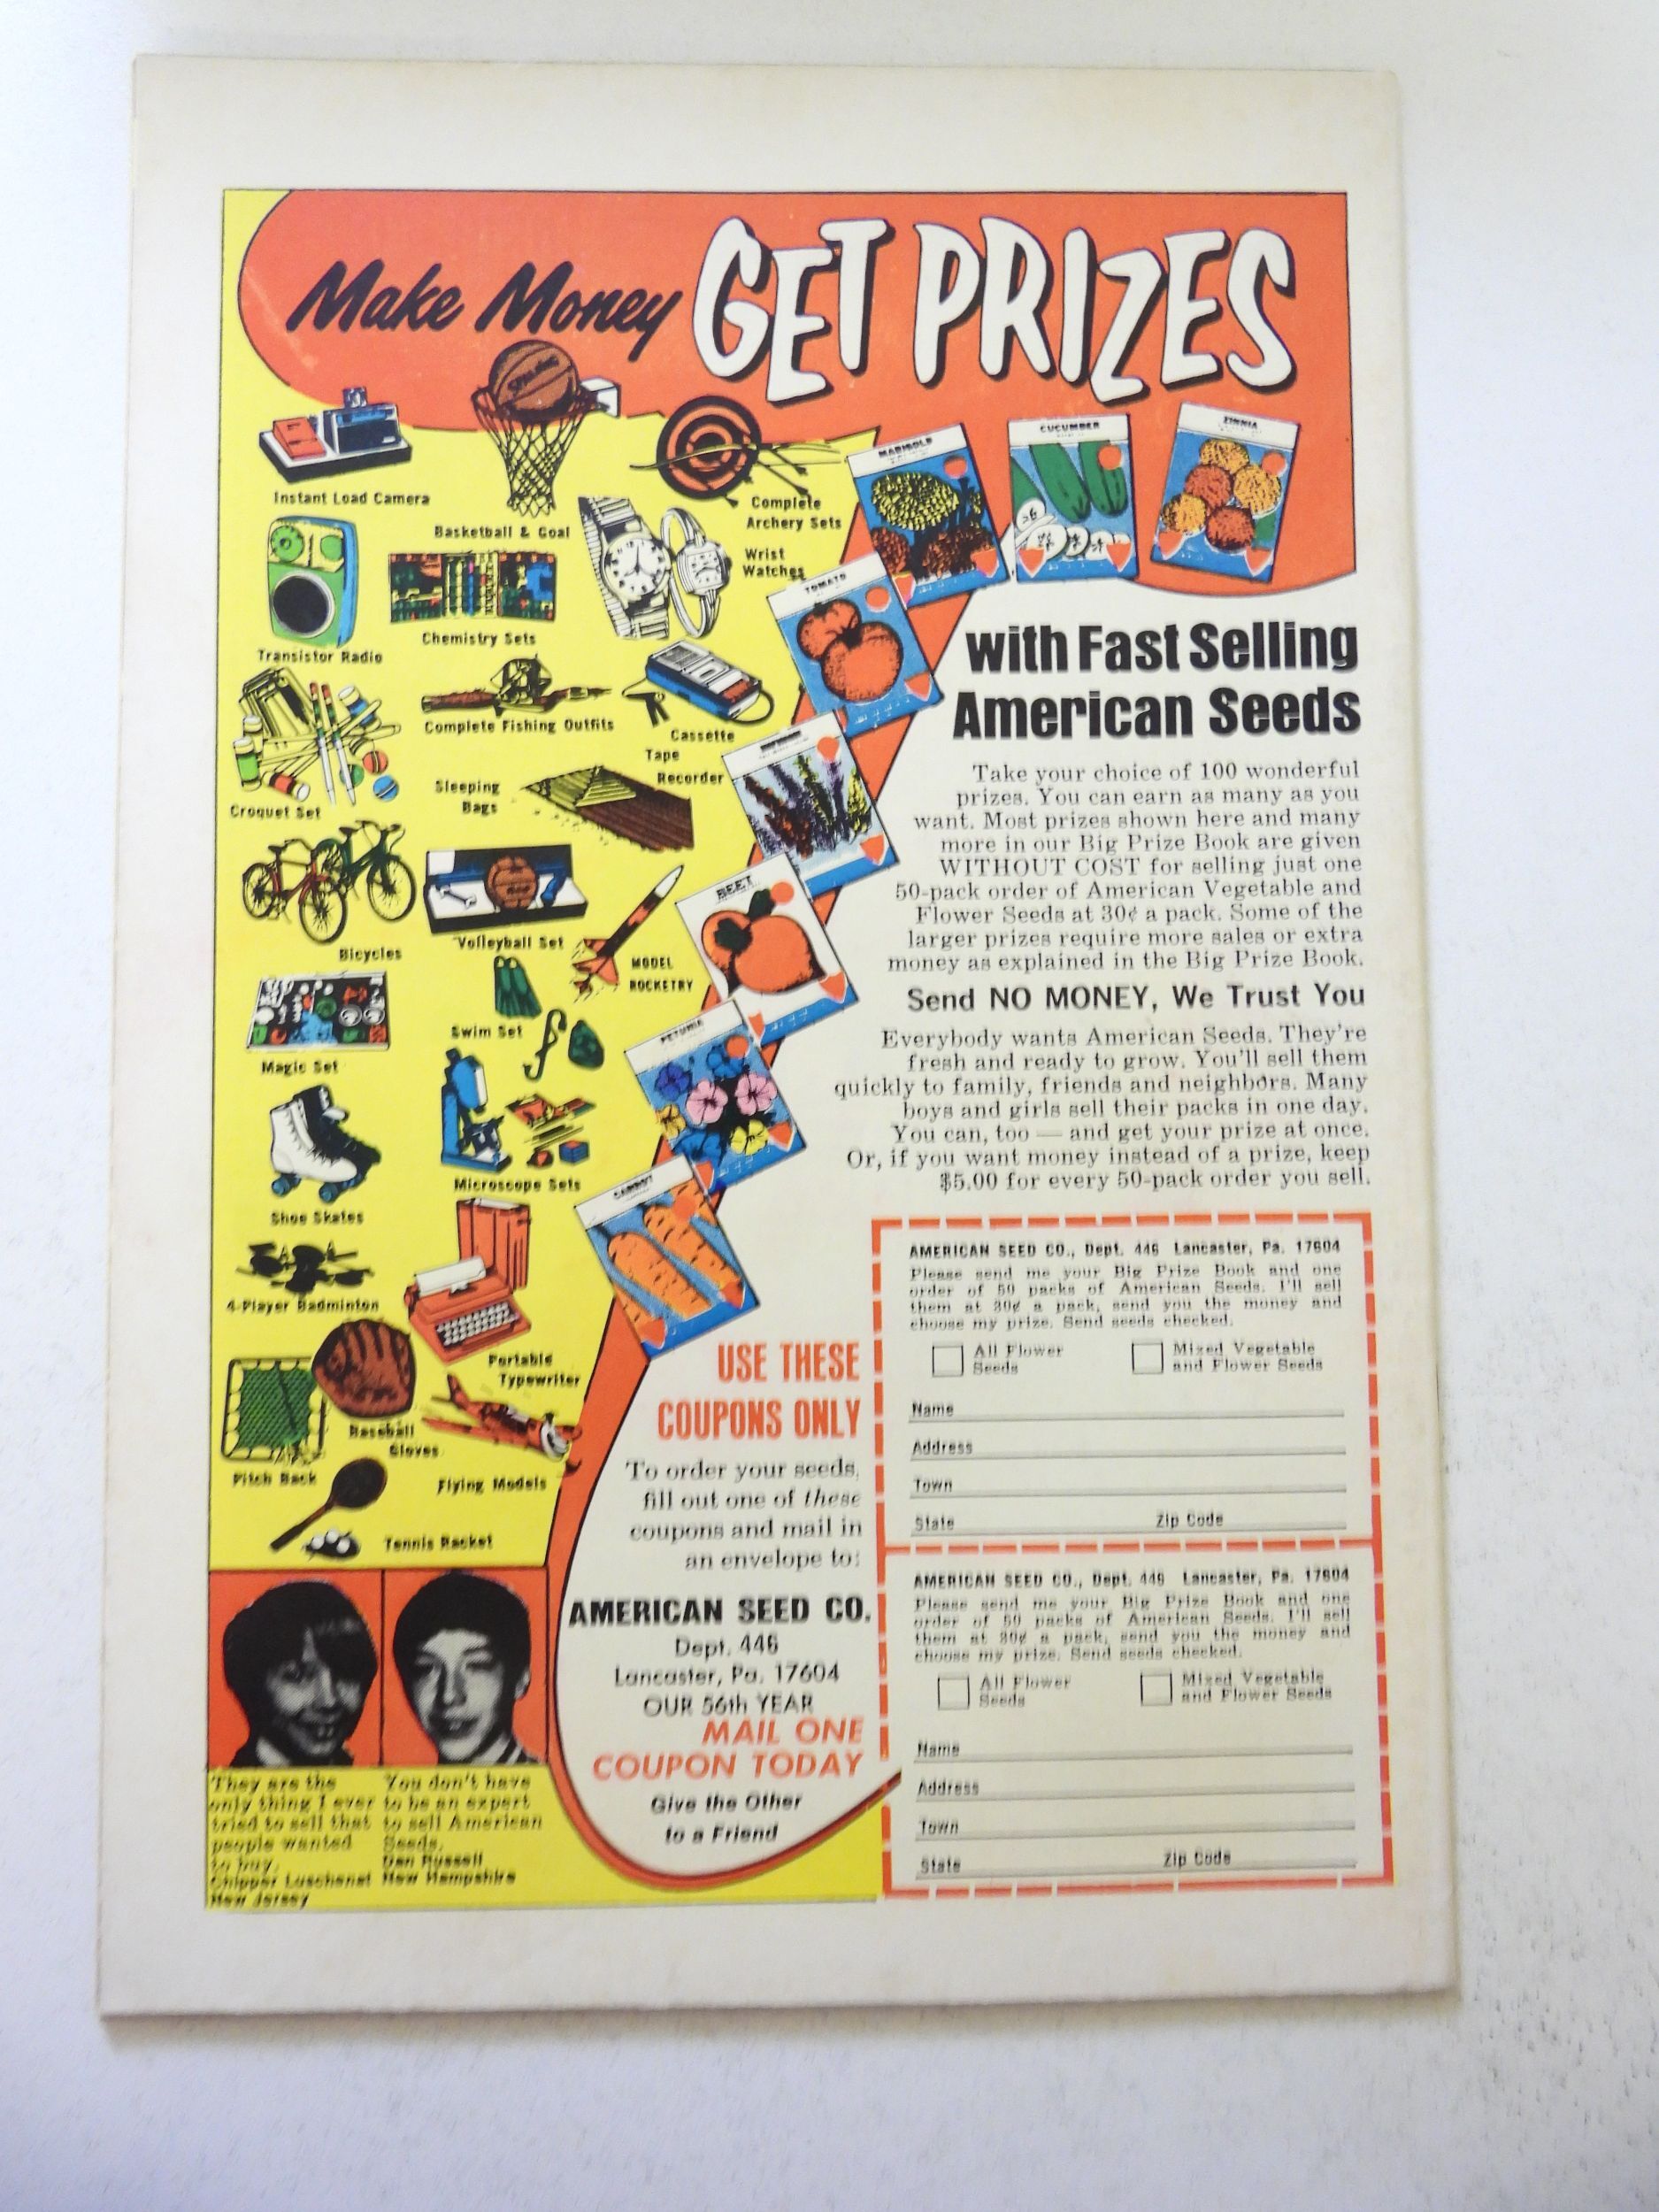 Make Money GET PRIZES
SPALDING
Instant Load Camera
Basketball & Goal
Complete
Archery Sets
Wrist
Watches
Transistor Radio
Chemistry Sets
Complete Fishing Outfits
Cassette
Tape
Recorder
Croquet Set
Sleeping
Bags
Bicycles
Volleyball Set
MODEL
ROCKETRY
Magic Set
Swim Set
Shoe Skates
Microscope Sets
4-Player Badminton
Portable
Typewriter
Baseball
Gloves
Pitch Back
Flying Models
Tennis Racket
MARIGOLD
CUCUMBER
ZINNIA
TOMATO
BEET
PETUNIA
CARROT
with Fast Selling
American Seeds
Take your choice of 100 wonderful
prizes. You can earn as many as you
want. Most prizes shown here and many
more in our Big Prize Book are given
WITHOUT COST for selling just one
50-pack order of American Vegetable and
Flower Seeds at 30¢ a pack. Some of the
larger prizes require more sales or extra
money as explained in the Big Prize Book.
Send NO MONEY, We Trust You
Everybody wants American Seeds. They're
fresh and ready to grow. You'll sell them
quickly to family, friends and neighbors. Many
boys and girls sell their packs in one day.
You can, too — and get your prize at once.
Or, if you want money instead of a prize, keep
$5.00 for every 50-pack order you sell.
USE THESE
COUPONS ONLY
To order your seeds,
fill out one of these
coupons and mail in
an envelope to:
AMERICAN SEED CO.
Dept. 446
Lancaster, Pa. 17604
OUR 56th YEAR
MAIL ONE
COUPON TODAY
Give the Other
to a Friend
AMERICAN SEED CO., Dept. 446 Lancaster, Pa. 17604
Please send me your Big Prize Book and one
order of 50 packs of American Seeds. I'll sell
them at 30¢ a pack, send you the money and
choose my prize. Send seeds checked.
All Flower
Seeds
Mixed Vegetable
and Flower Seeds
Name
Address
Town
State Zip Code
AMERICAN SEED CO., Dept. 446 Lancaster, Pa. 17604
Please send me your Big Prize Book and one
order of 50 packs of American Seeds. I'll sell
them at 30¢ a pack, send you the money and
choose my prize. Send seeds checked.
All Flower
Seeds
Mixed Vegetable
and Flower Seeds
Name
Address
Town
State Zip Code
They are the
only thing I ever
tried to sell that
people wanted
to buy.
Chipper Luschenat
New Jersey
You don't have
to be an expert
to sell American
Seeds.
Dan Russell
New Hampshire